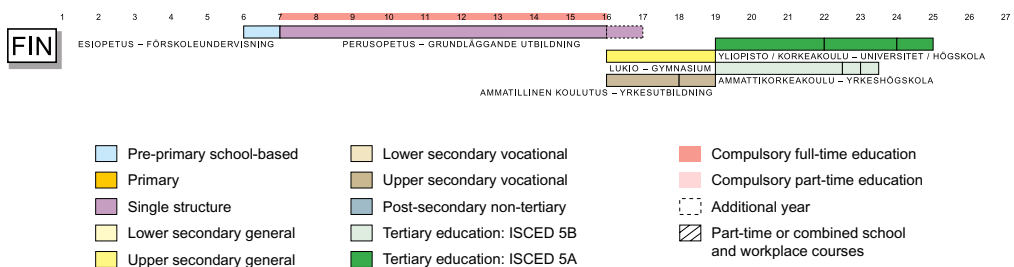 1 2 3 4 5 6 7 8 9 10 11 12 13 14 15 16 17 18 19 20 21 22 23 24 25 26 27
FIN
ESIOPETUS – FÖRSKOLEUNDERVISNING
PERUSOPETUS – GRUNDLÄGGANDE UTBILDNING
YLIOPISTO / KORKEAKOULU – UNIVERSITET / HÖGSKOLA
LUKIO – GYMNASIUM
AMMATTIKORKEAKOULU – YRKESHÖGSKOLA
AMMATILLINEN KOULUTUS – YRKESUTBILDNING
Pre-primary school-based
Primary
Single structure
Lower secondary general
Upper secondary general
Lower secondary vocational
Upper secondary vocational
Post-secondary non-tertiary
Tertiary education: ISCED 5B
Tertiary education: ISCED 5A
Compulsory full-time education
Compulsory part-time education
Additional year
Part-time or combined school
and workplace courses